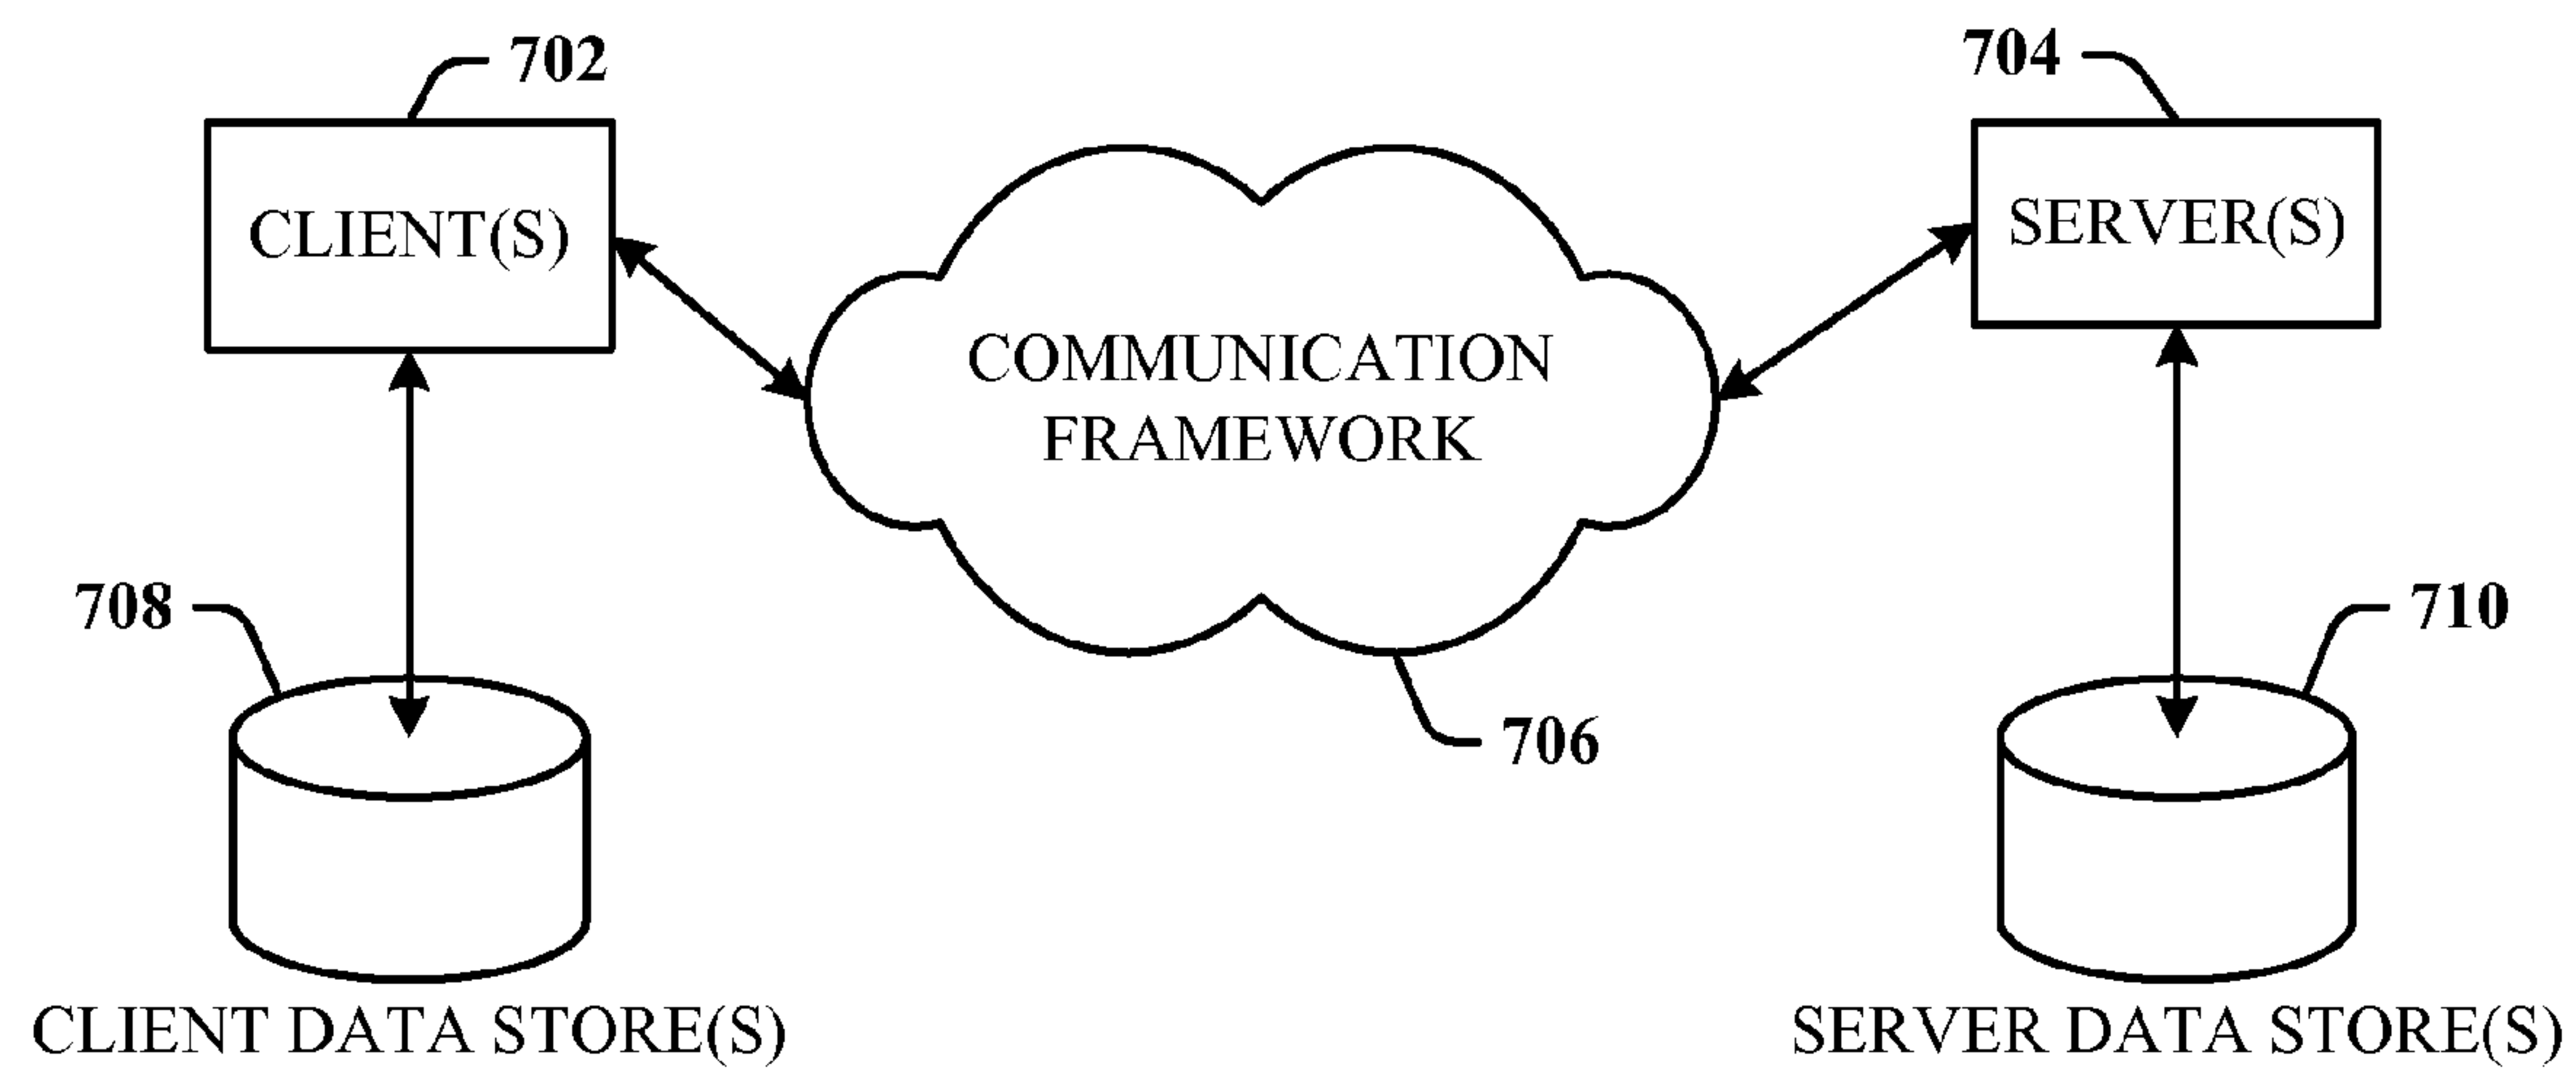 702
704
CLIENT(S)
SERVER(S)
COMMUNICATION
FRAMEWORK
708
710
706
CLIENT DATA STORE(S)
SERVER DATA STORE(S)